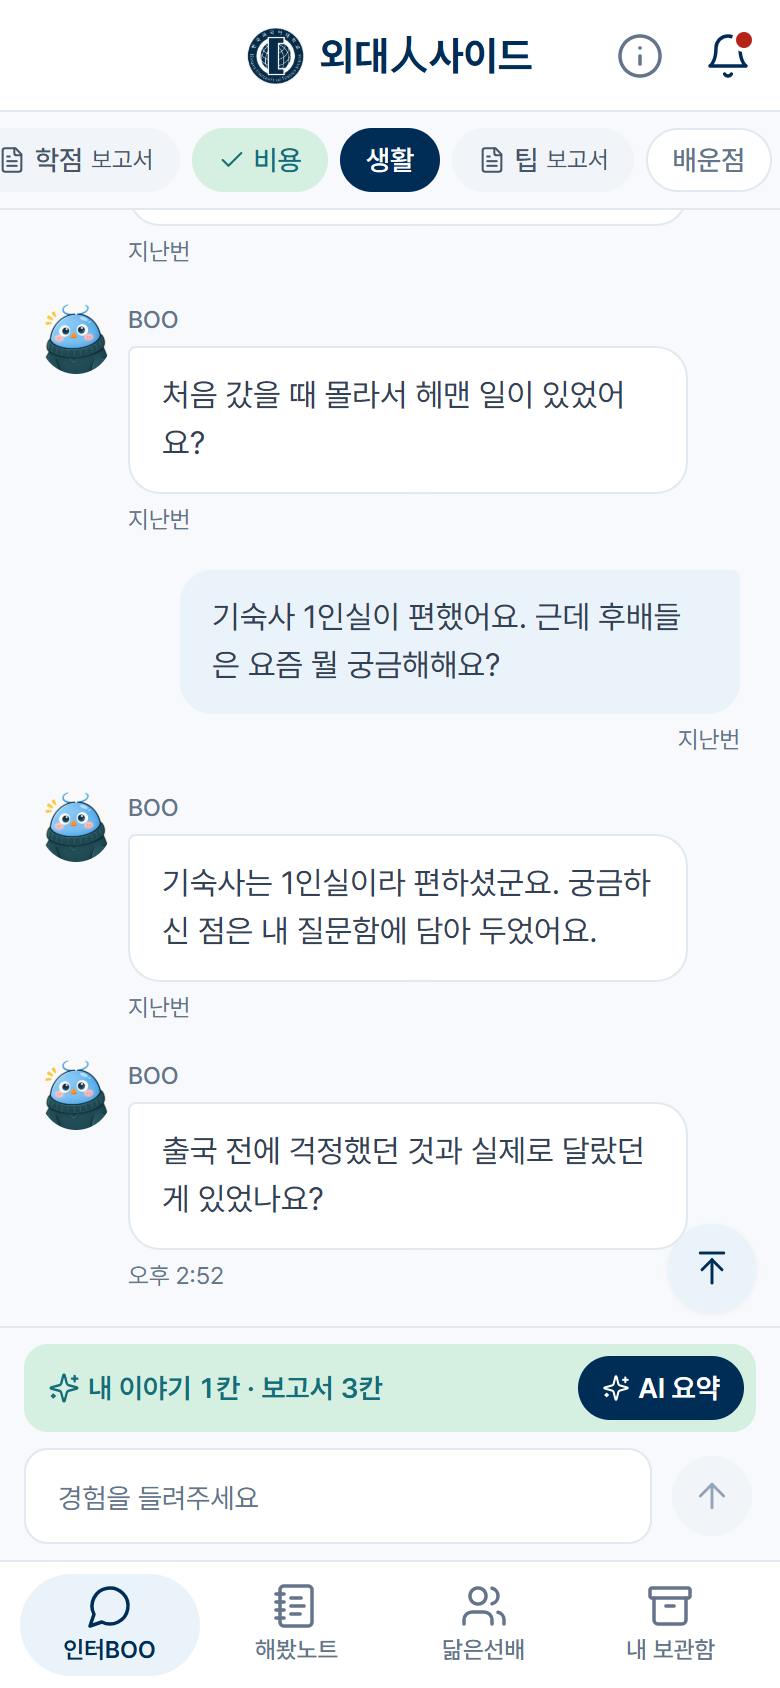 외대人사이드
학점 보고서
비용
생활
팁 보고서
배운점
지난번
BOO
처음 갔을 때 몰라서 헤맨 일이 있었어
요?
지난번
기숙사 1인실이 편했어요. 근데 후배들
은 요즘 뭘 궁금해해요?
지난번
BOO
기숙사는 1인실이라 편하셨군요. 궁금하
신 점은 내 질문함에 담아 두었어요.
지난번
BOO
출국 전에 걱정했던 것과 실제로 달랐던
게 있었나요?
오후 2:52
내 이야기 1칸 · 보고서 3칸
AI 요약
경험을 들려주세요
인터BOO
해봤노트
닮은선배
내 보관함